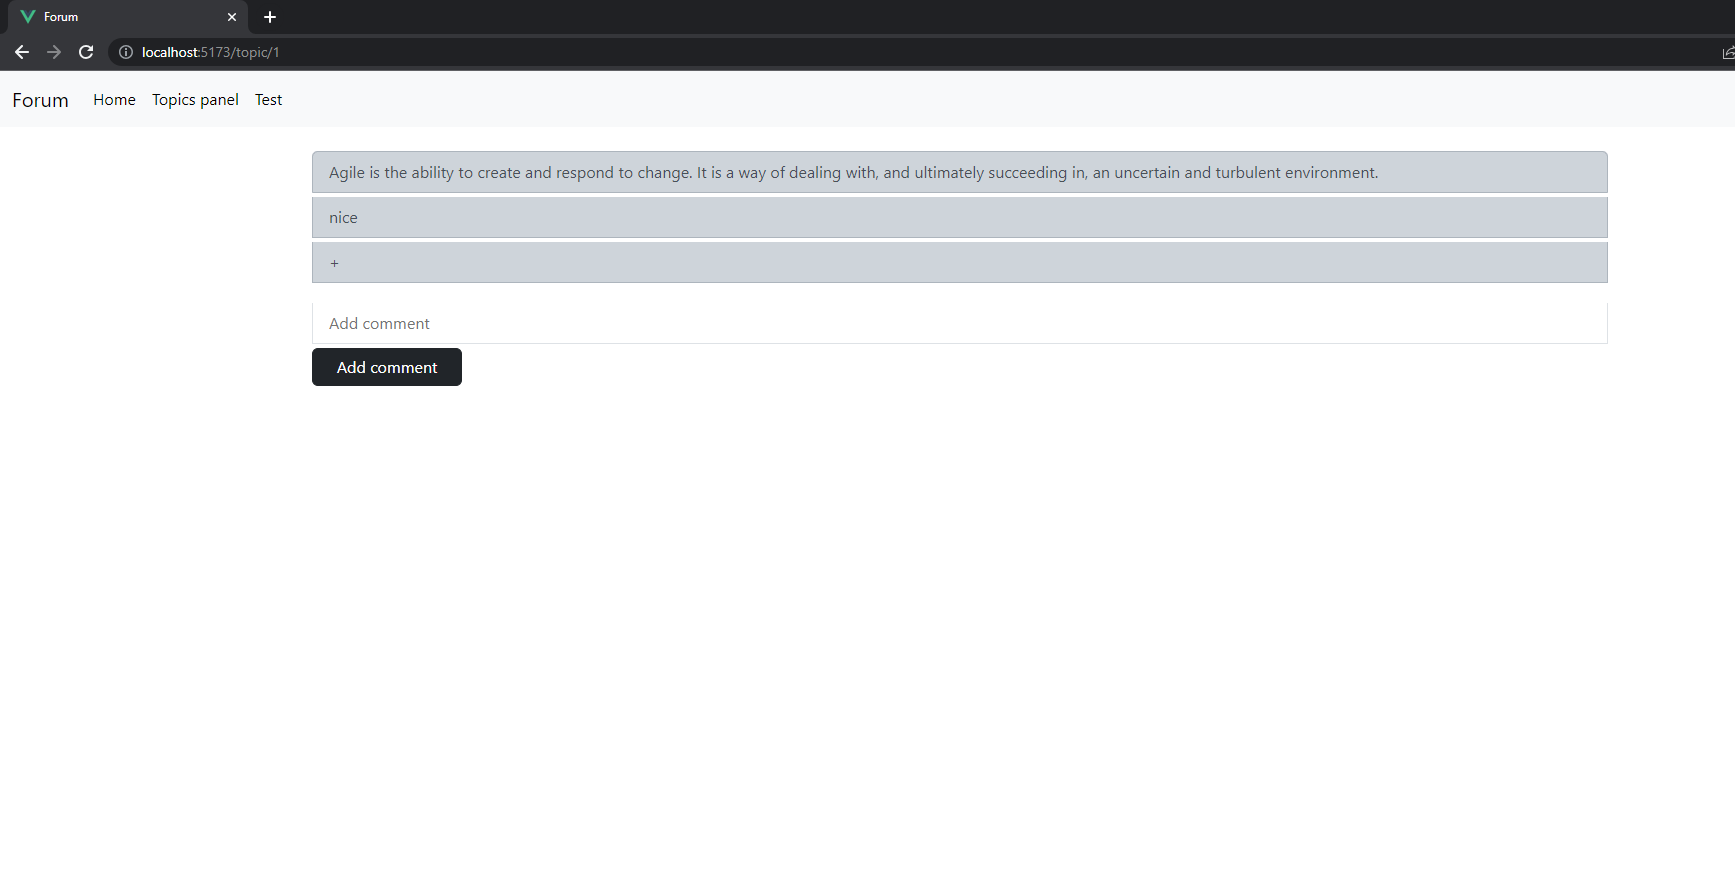 Forum
localhost:5173/topic/1
Forum Home Topics panel Test
Agile is the ability to create and respond to change. It is a way of dealing with, and ultimately succeeding in, an uncertain and turbulent environment.
nice
+
Add comment
Add comment